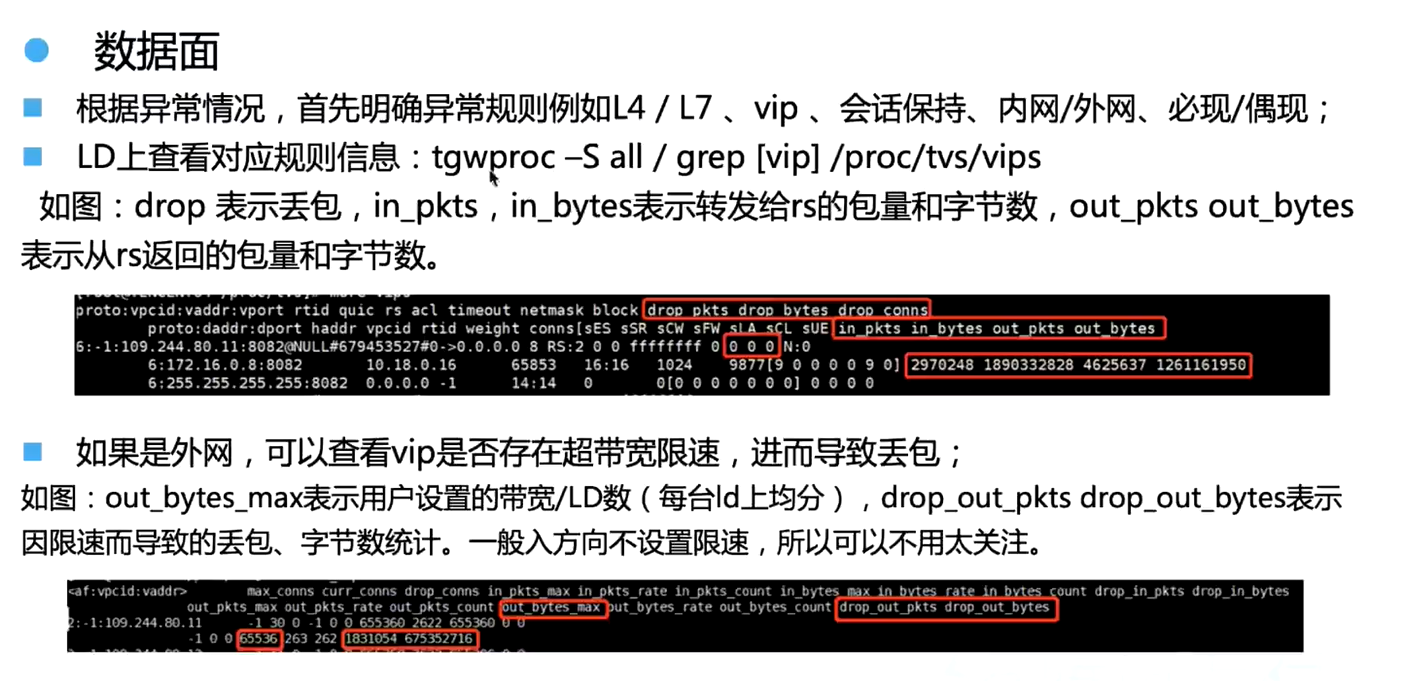 数据面
根据异常情况，首先明确异常规则例如L4 / L7 、vip 、会话保持、内网/外网、必现/偶现；
LD上查看对应规则信息：tgwproc –S all / grep [vip] /proc/tvs/vips
如图：drop 表示丢包，in_pkts，in_bytes表示转发给rs的包量和字节数，out_pkts out_bytes
表示从rs返回的包量和字节数。
proto:vpcid:vaddr:vport rtid quic rs acl timeout netmask block drop_pkts drop_bytes drop_conns
proto:daddr:dport haddr vpcid rtid weight conns[sES sSR sCW sFW sLA sCL sUE in_pkts in_bytes out_pkts out_bytes
6:-1:109.244.80.11:8082@NULL#679453527#0->0.0.0.0 8 RS:2 0 0 ffffffff 0 0 0 0 N:0
6:172.16.0.8:8082 10.18.0.16 65853 16:16 1024 9877[9 0 0 0 0 9 0] 2970248 1890332828 4625637 1261161950
6:255.255.255.255:8082 0.0.0.0 -1 14:14 0 0[0 0 0 0 0 0 0] 0 0 0 0
如果是外网，可以查看vip是否存在超带宽限速，进而导致丢包；
如图：out_bytes_max表示用户设置的带宽/LD数（每台ld上均分），drop_out_pkts drop_out_bytes表示
因限速而导致的丢包、字节数统计。一般入方向不设置限速，所以可以不用太关注。
<af:vpcid:vaddr> max_conns curr_conns drop_conns in_pkts_max in_pkts_rate in_pkts_count in_bytes_max in_bytes_rate in_bytes_count drop_in_pkts drop_in_bytes
out_pkts_max out_pkts_rate out_pkts_count out_bytes_max out_bytes_rate out_bytes_count drop_out_pkts drop_out_bytes
2:-1:109.244.80.11 -1 30 0 -1 0 0 655360 2622 655360 0 0
-1 0 0 65536 263 262 1831054 675352716